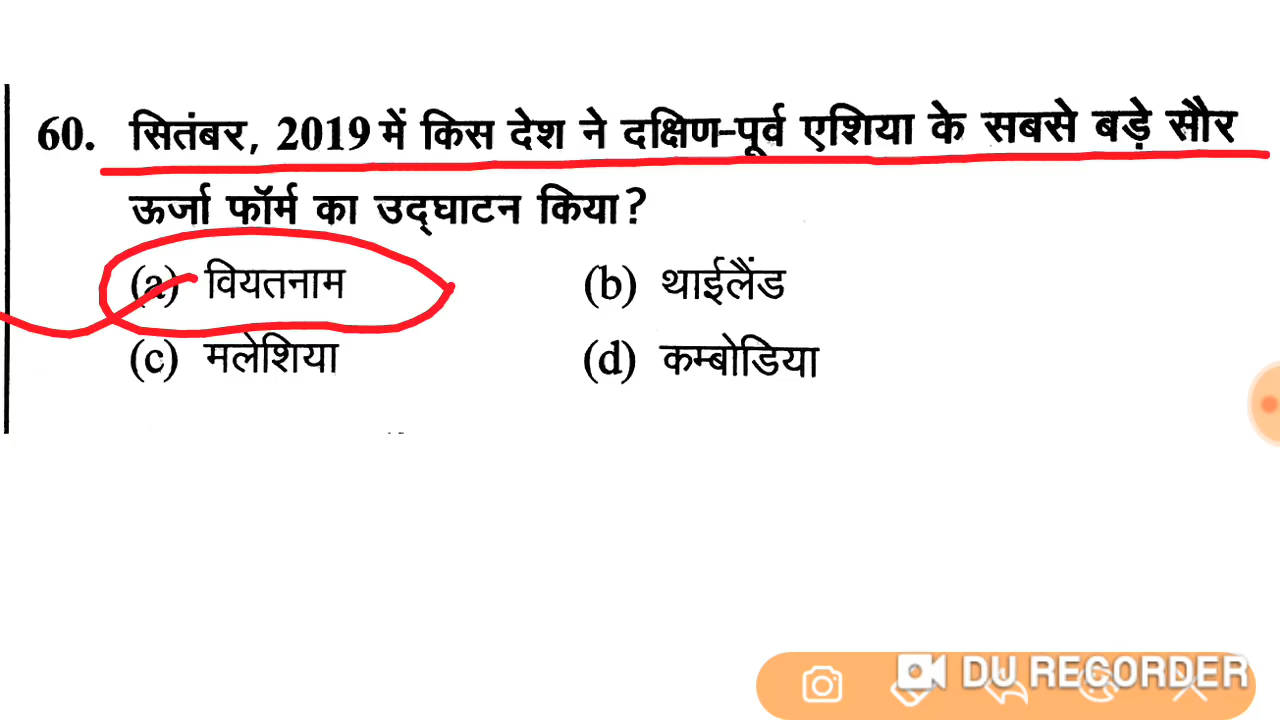 60. सितंबर, 2019 में किस देश ने दक्षिण-पूर्व एशिया के सबसे बड़े सौर
ऊर्जा फॉर्म का उद्घाटन किया?
(a) वियतनाम (b) थाईलैंड
(c) मलेशिया (d) कम्बोडिया
DU RECORDER